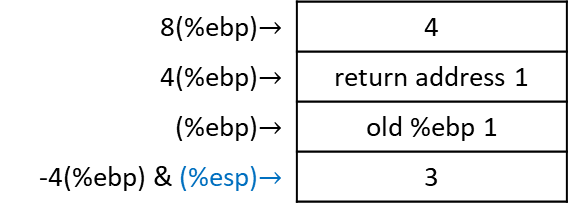 8(%ebp)→ 4
4(%ebp)→ return address 1
(%ebp)→ old %ebp 1
-4(%ebp) & (%esp)→ 3